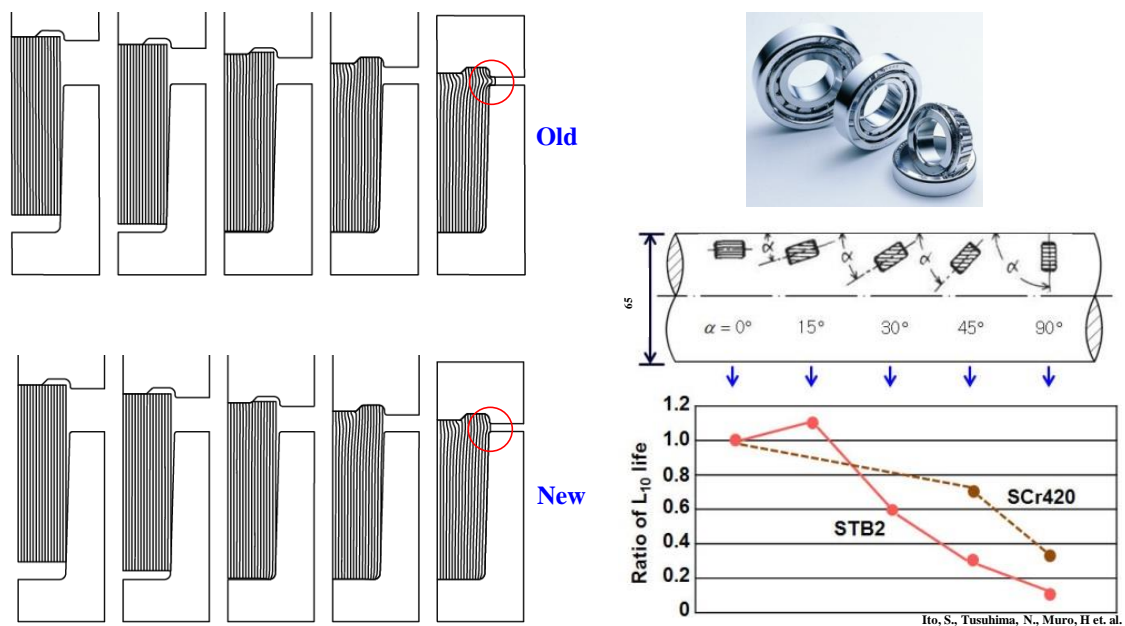 Old
New
α
α
α
α
65
α = 0°
15°
30°
45°
90°
Ratio of L₁₀ life
1.2
1.0
0.8
0.6
0.4
0.2
0
STB2
SCr420
Ito, S., Tusuhima, N., Muro, H et. al.